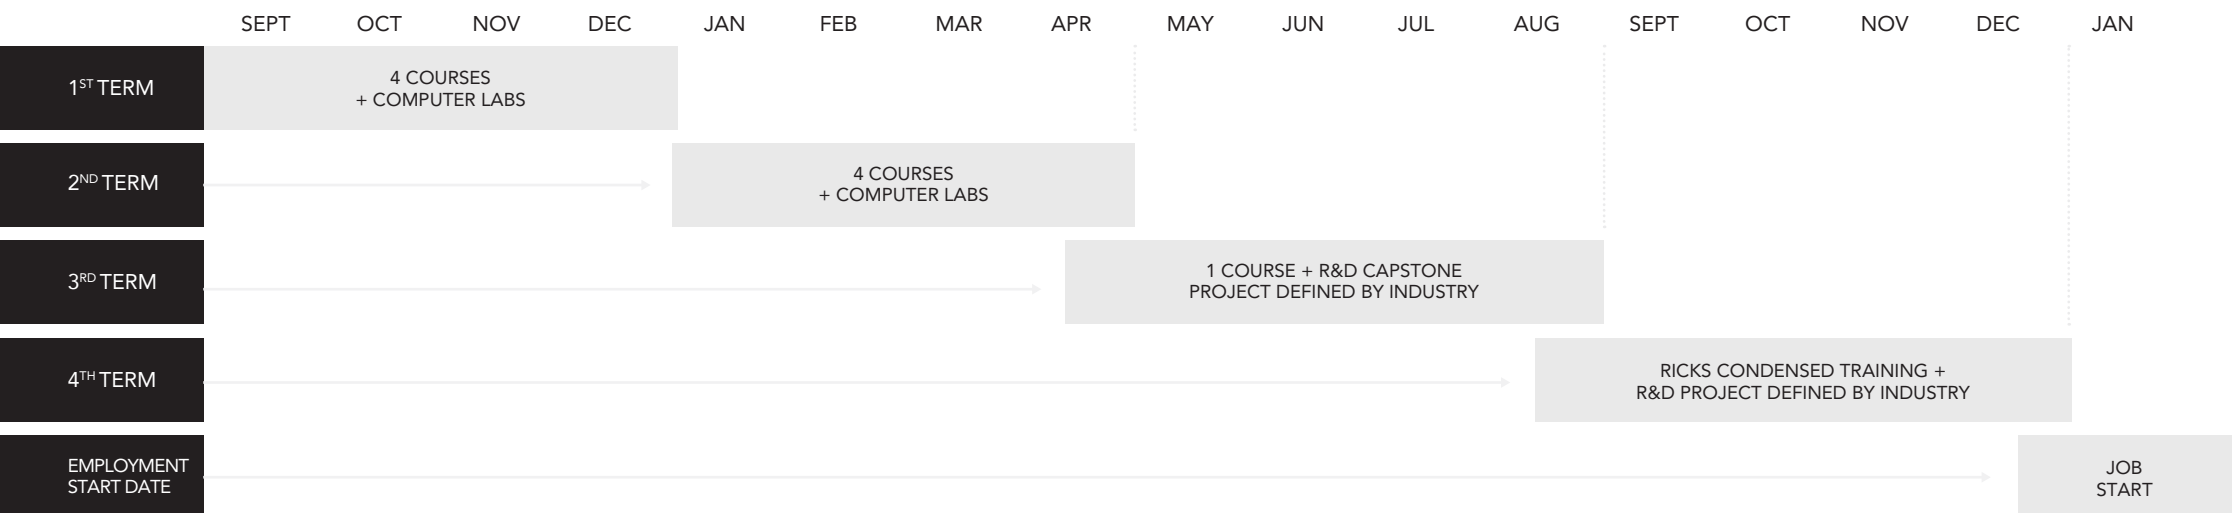 SEPT OCT NOV DEC JAN FEB MAR APR MAY JUN JUL AUG SEPT OCT NOV DEC JAN
1ST TERM
4 COURSES
+ COMPUTER LABS
2ND TERM
4 COURSES
+ COMPUTER LABS
3RD TERM
1 COURSE + R&D CAPSTONE
PROJECT DEFINED BY INDUSTRY
4TH TERM
RICKS CONDENSED TRAINING +
R&D PROJECT DEFINED BY INDUSTRY
EMPLOYMENT
START DATE
JOB
START